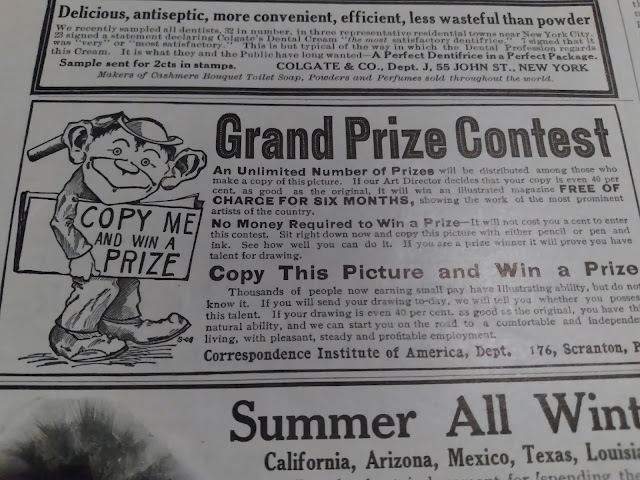 Delicious, antiseptic, more convenient, efficient, less wasteful than powder
We recently sampled all dentists, 32 in number, in three representative residential towns near New York City.
23 signed a statement declaring Colgate's Dental Cream "the most satisfactory dentifrice." 7 signed that it
was "very" or "most satisfactory." This is but typical of the way in which the Dental Profession regards
this Cream. It is what they and the Public have long wanted—A Perfect Dentifrice in a Perfect Package.
Sample sent for 2cts in stamps. COLGATE & CO., Dept. J, 55 JOHN ST., NEW YORK
Makers of Cashmere Bouquet Toilet Soap, Powders and Perfumes sold throughout the world.
COPY ME
AND WIN A
PRIZE
S-08
Grand Prize Contest
An Unlimited Number of Prizes will be distributed among those who
make a copy of this picture. If our Art Director decides that your copy is even 40 per
cent. as good as the original, it will win an illustrated magazine FREE OF
CHARGE FOR SIX MONTHS, showing the work of the most prominent
artists of the country.
No Money Required to Win a Prize—It will not cost you a cent to enter
this contest. Sit right down now and copy this picture with either pencil or pen and
ink. See how well you can do it. If you are a prize winner it will prove you have
talent for drawing.
Copy This Picture and Win a Prize
Thousands of people now earning small pay have illustrating ability, but do not
know it. If you will send your drawing to-day, we will tell you whether you possess
this talent. If your drawing is even 40 per cent. as good as the original, you have th
natural ability, and we can start you on the road to a comfortable and independe
living, with pleasant, steady and profitable employment.
Correspondence Institute of America, Dept. 176, Scranton, P
Summer All Wint
California, Arizona, Mexico, Texas, Louisia